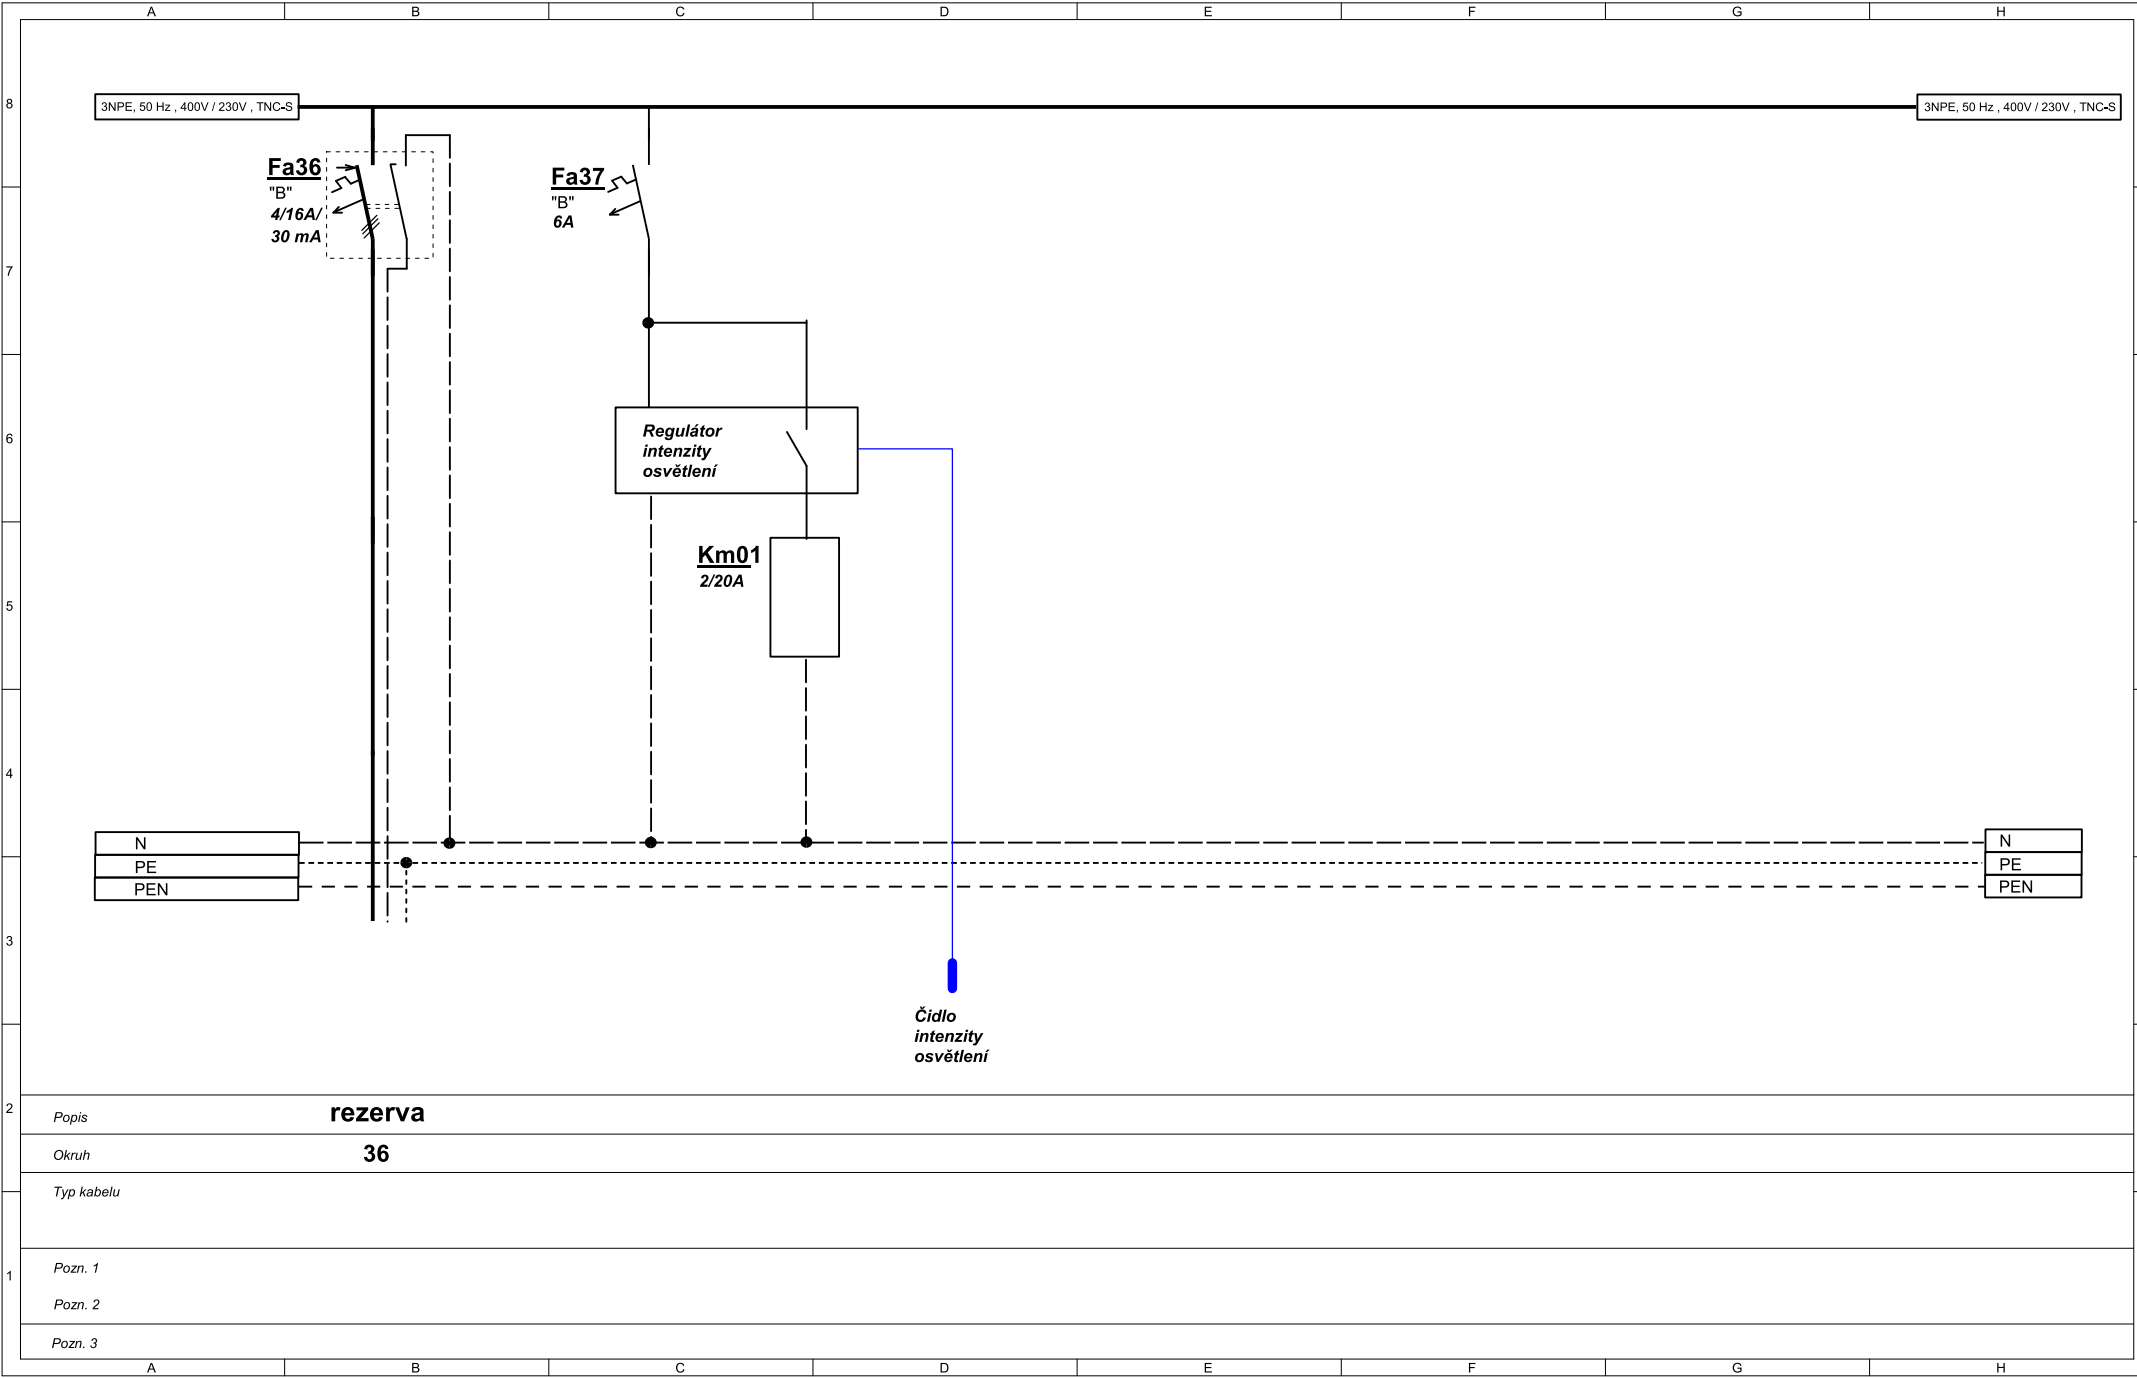 A B C D E F G H
8
3NPE, 50 Hz , 400V / 230V , TNC-S
3NPE, 50 Hz , 400V / 230V , TNC-S
Fa36
"B"
4/16A/
30 mA
Fa37
"B"
6A
7
6
Regulátor
intenzity
osvětlení
Km01
2/20A
5
4
N
PE
PEN
N
PE
PEN
3
Čidlo
intenzity
osvětlení
2
Popis rezerva
Okruh 36
Typ kabelu
1
Pozn. 1
Pozn. 2
Pozn. 3
A B C D E F G H